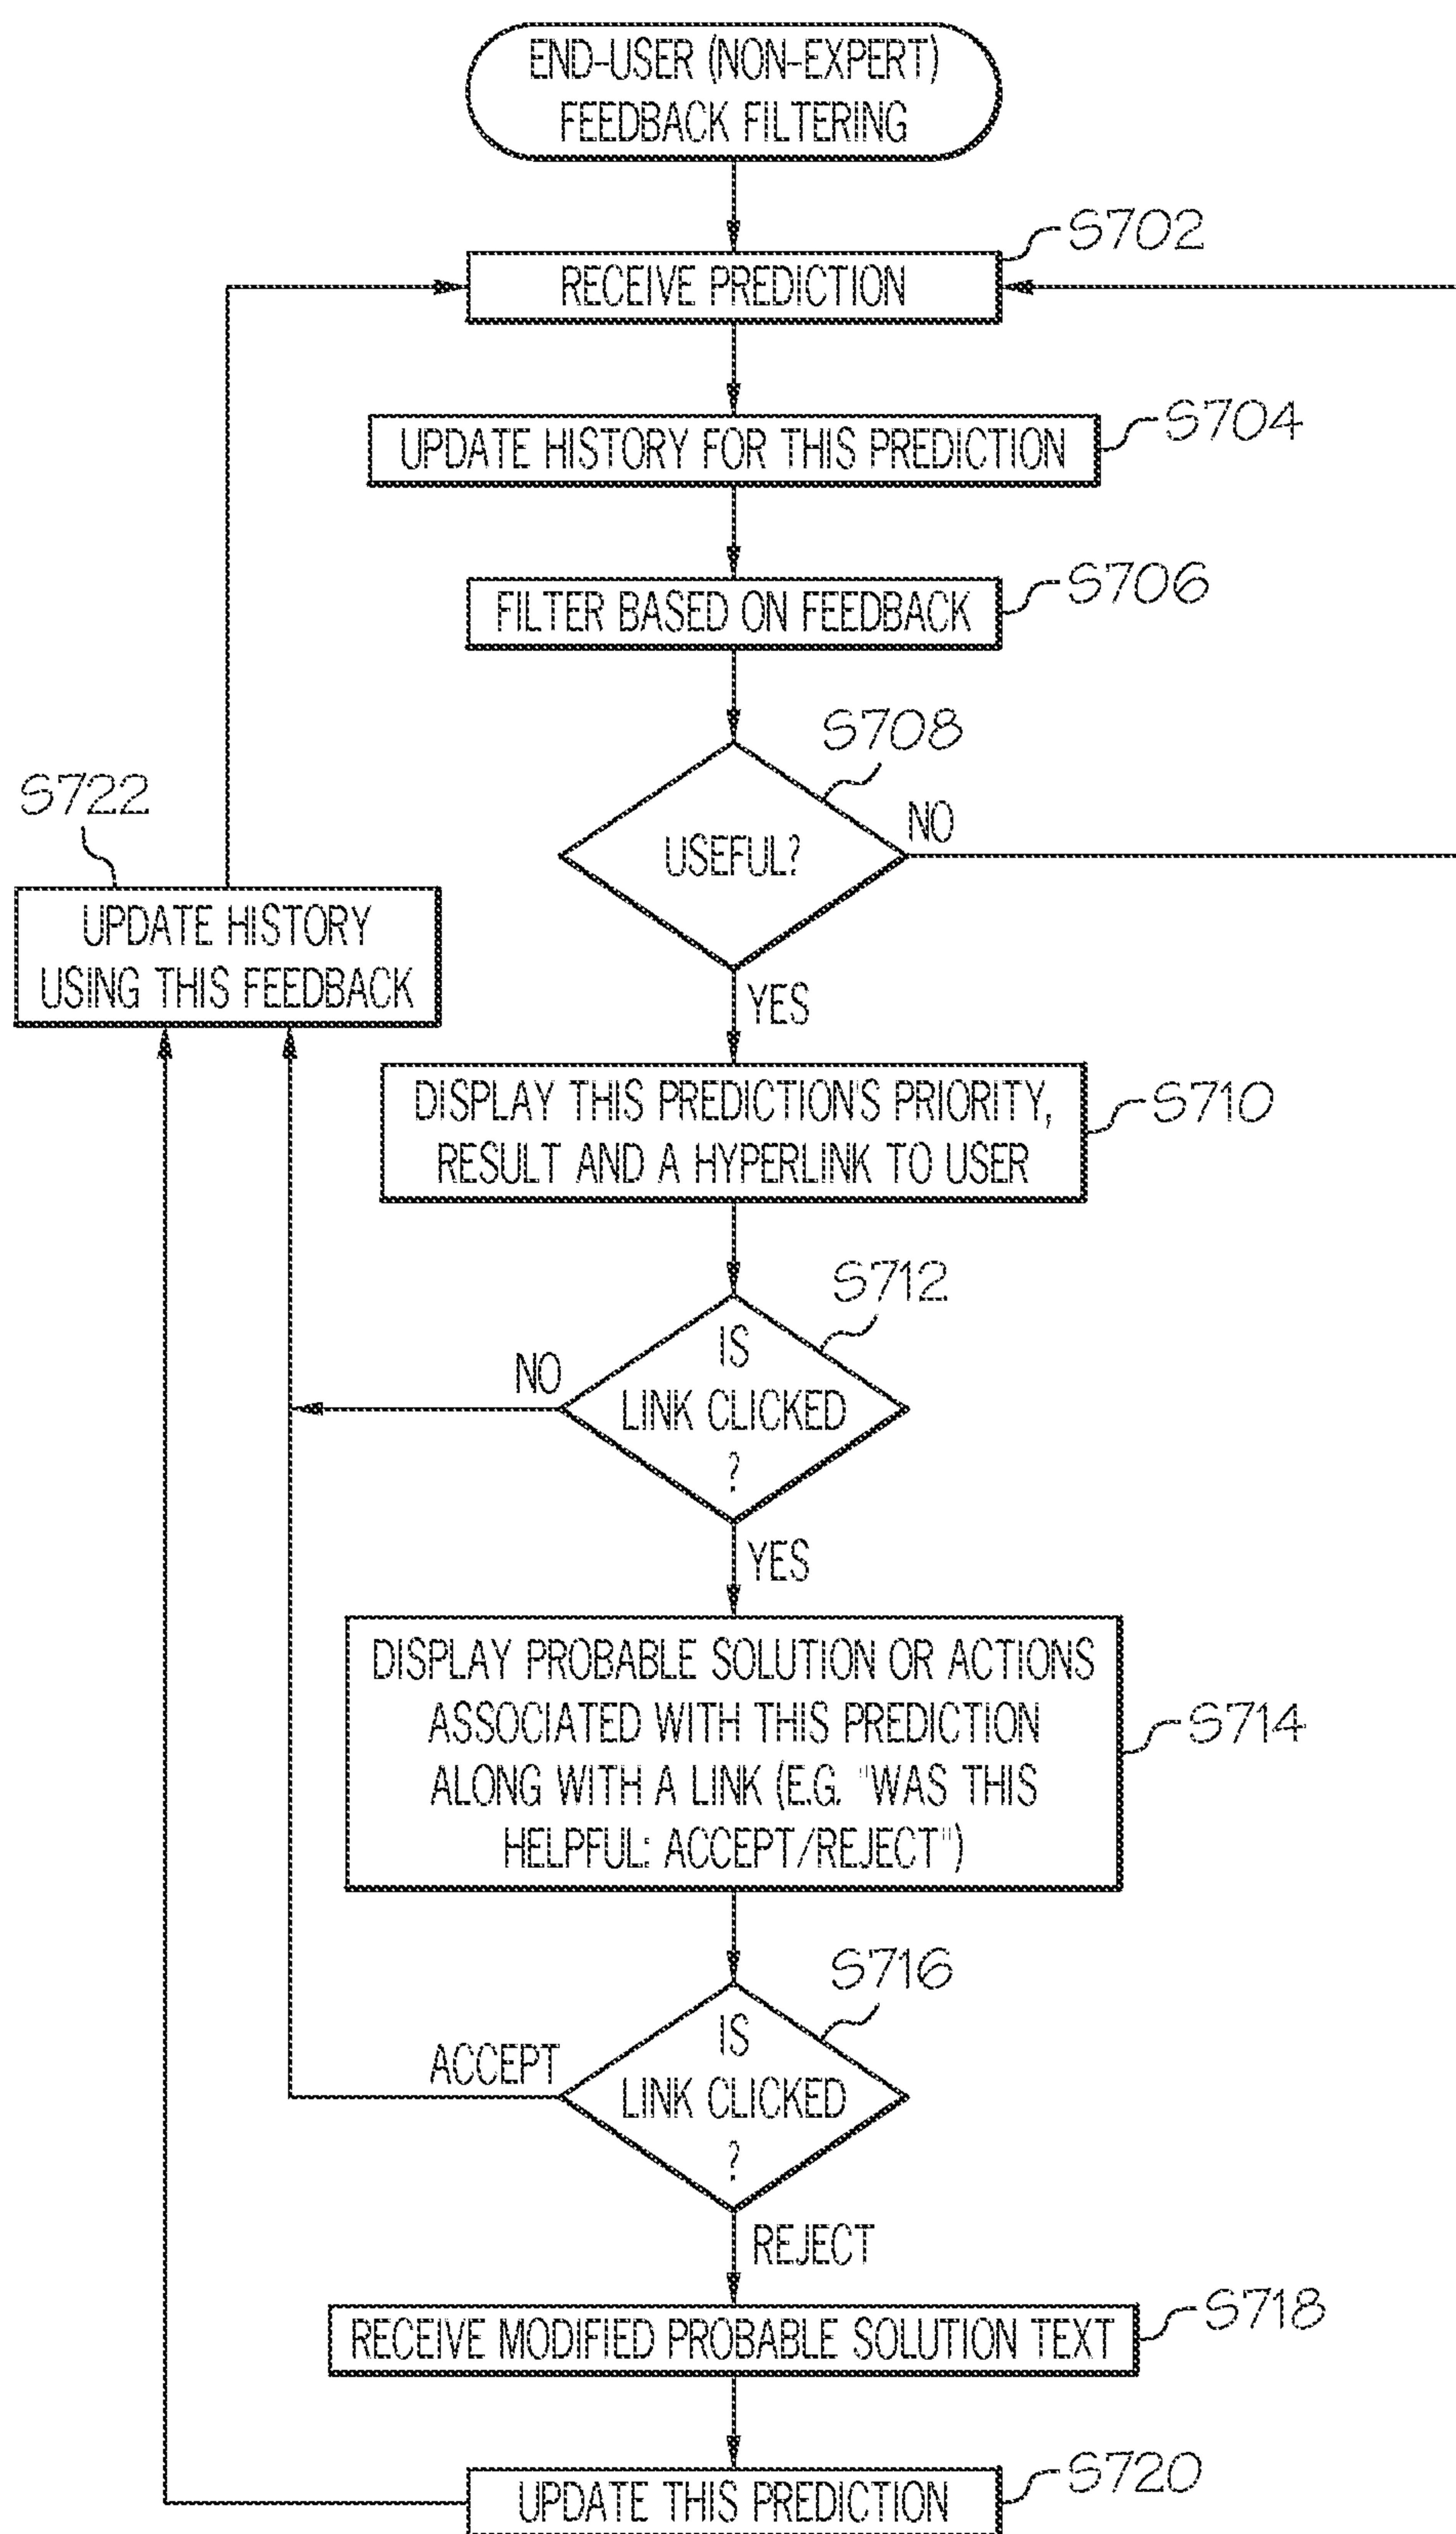 END-USER (NON-EXPERT)
FEEDBACK FILTERING
S702
RECEIVE PREDICTION
S704
UPDATE HISTORY FOR THIS PREDICTION
S706
FILTER BASED ON FEEDBACK
S708
USEFUL?
NO
S722
UPDATE HISTORY
USING THIS FEEDBACK
YES
DISPLAY THIS PREDICTION'S PRIORITY,
RESULT AND A HYPERLINK TO USER
S710
S712
IS
LINK CLICKED
?
NO
YES
DISPLAY PROBABLE SOLUTION OR ACTIONS
ASSOCIATED WITH THIS PREDICTION
ALONG WITH A LINK (E.G. "WAS THIS
HELPFUL: ACCEPT/REJECT")
S714
S716
IS
LINK CLICKED
?
ACCEPT
REJECT
RECEIVE MODIFIED PROBABLE SOLUTION TEXT
S718
UPDATE THIS PREDICTION
S720